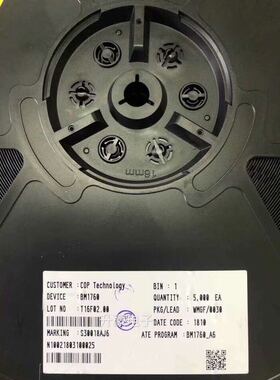 16mm
CUSTOMER :COP Technology BIN : 1
DEVICE :BM1760 QUANTITY : 5,000 EA
LOT NO :T16F02.00 PKG/LEAD : WMGF/0030
DATE CODE : 1810
MARKING : S30018AJ6 ATE PROGRAM : BM1760_A6
N10021803100025